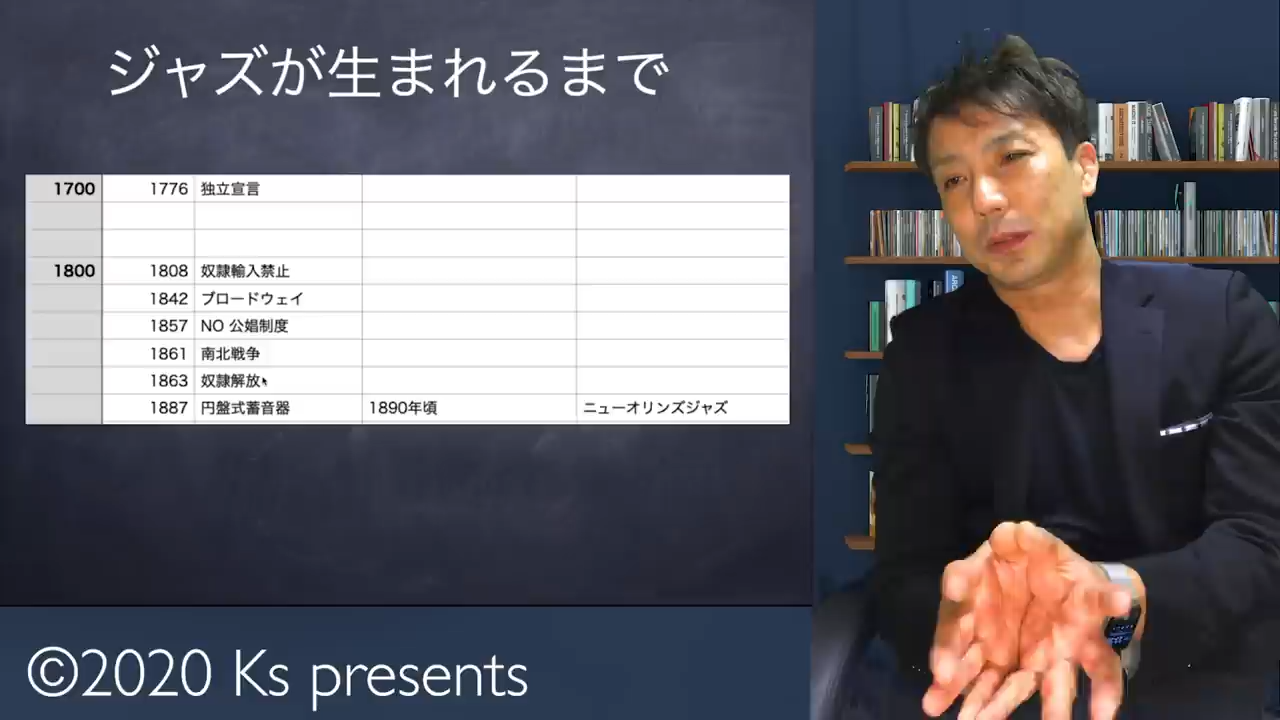 ジャズが生まれるまで
1700 1776 独立宣言
1800 1808 奴隷輸入禁止
1842 ブロードウェイ
1857 NO 公娼制度
1861 南北戦争
1863 奴隷解放
1887 円盤式蓄音器 1890年頃 ニューオリンズジャズ
©2020 Ks presents